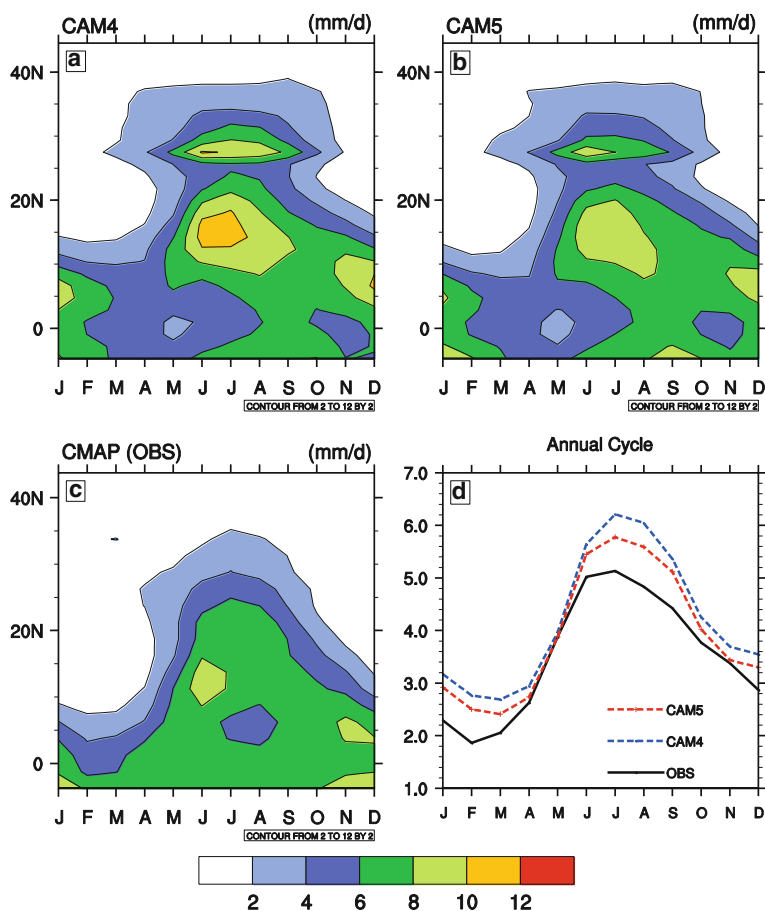 CAM4 (mm/d)
a
40N
20N
0
J F M A M J J A S O N D
CONTOUR FROM 2 TO 12 BY 2
CAM5 (mm/d)
b
40N
20N
0
J F M A M J J A S O N D
CONTOUR FROM 2 TO 12 BY 2
CMAP (OBS) (mm/d)
c
40N
20N
0
J F M A M J J A S O N D
CONTOUR FROM 2 TO 12 BY 2
Annual Cycle
d
7.0
6.0
5.0
4.0
3.0
2.0
1.0
CAM5
CAM4
OBS
J F M A M J J A S O N D
2 4 6 8 10 12